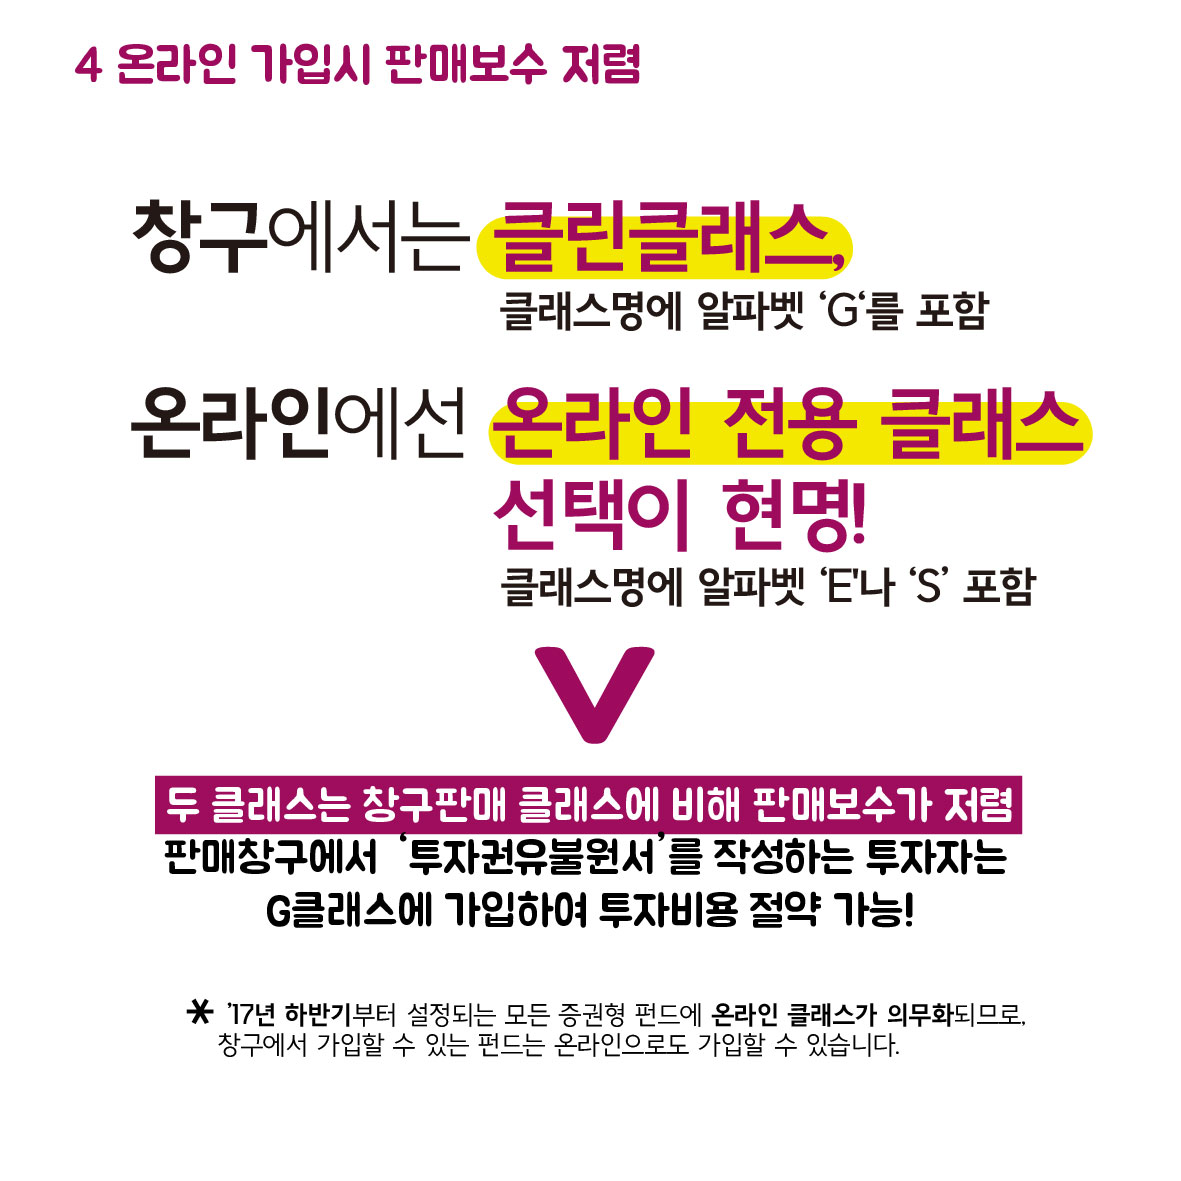 4 온라인 가입시 판매보수 저렴
창구에서는 클린클래스,
클래스명에 알파벳 ‘G‘를 포함
온라인에선 온라인 전용 클래스
선택이 현명!
클래스명에 알파벳 ‘E'나 ‘S’ 포함
두 클래스는 창구판매 클래스에 비해 판매보수가 저렴
판매창구에서 ‘투자권유불원서’를 작성하는 투자자는
G클래스에 가입하여 투자비용 절약 가능!
* ’17년 하반기부터 설정되는 모든 증권형 펀드에 온라인 클래스가 의무화되므로,
창구에서 가입할 수 있는 펀드는 온라인으로도 가입할 수 있습니다.